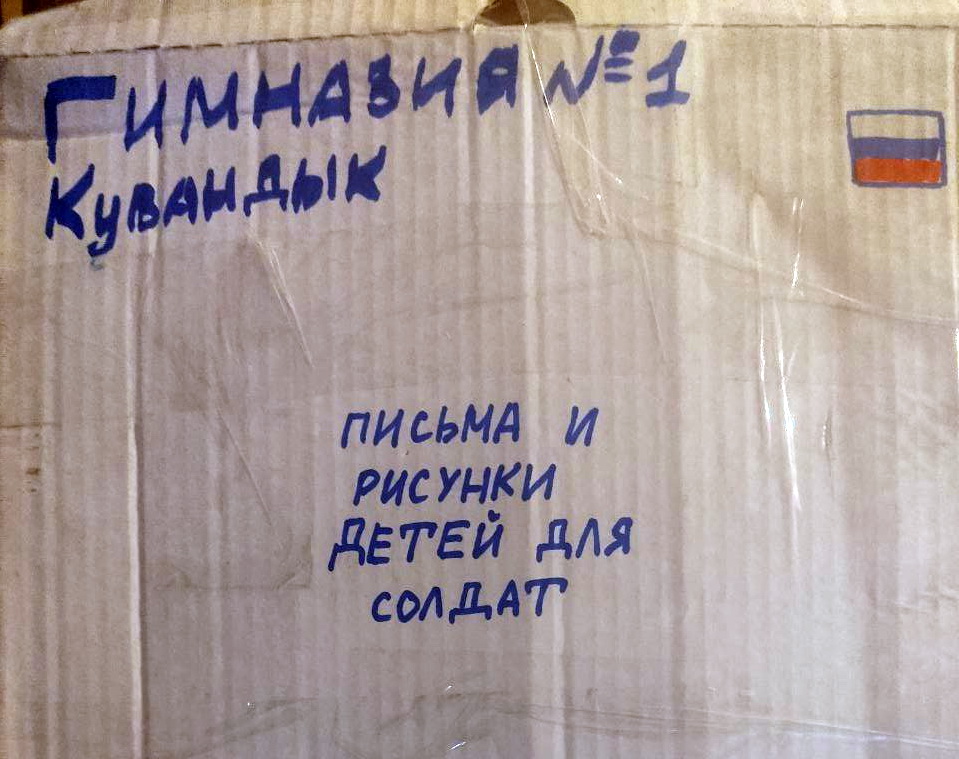 Гимназия №1
Кувандык
ПИСЬМА И
РИСУНКИ
ДЕТЕЙ ДЛЯ
СОЛДАТ